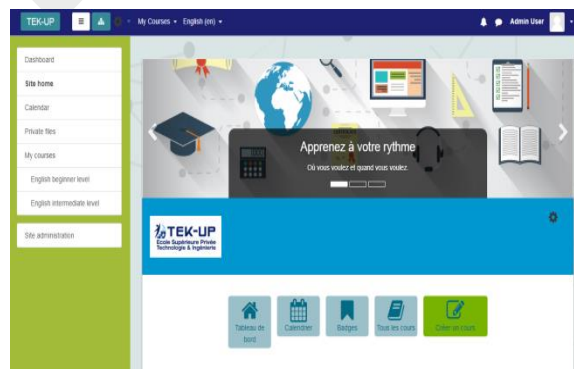 TEK-UP
My Courses
English (en)
Admin User
Dashboard
Site home
Calendar
Private files
My courses
English beginner level
English intermediate level
Site administration
Apprenez à votre rythme
Où vous voulez et quand vous voulez.
TEK-UP
Ecole Supérieure Privée
Technologie & Ingénierie
Tableau de
bord
Calendrier
Badges
Tous les cours
Créer un cours